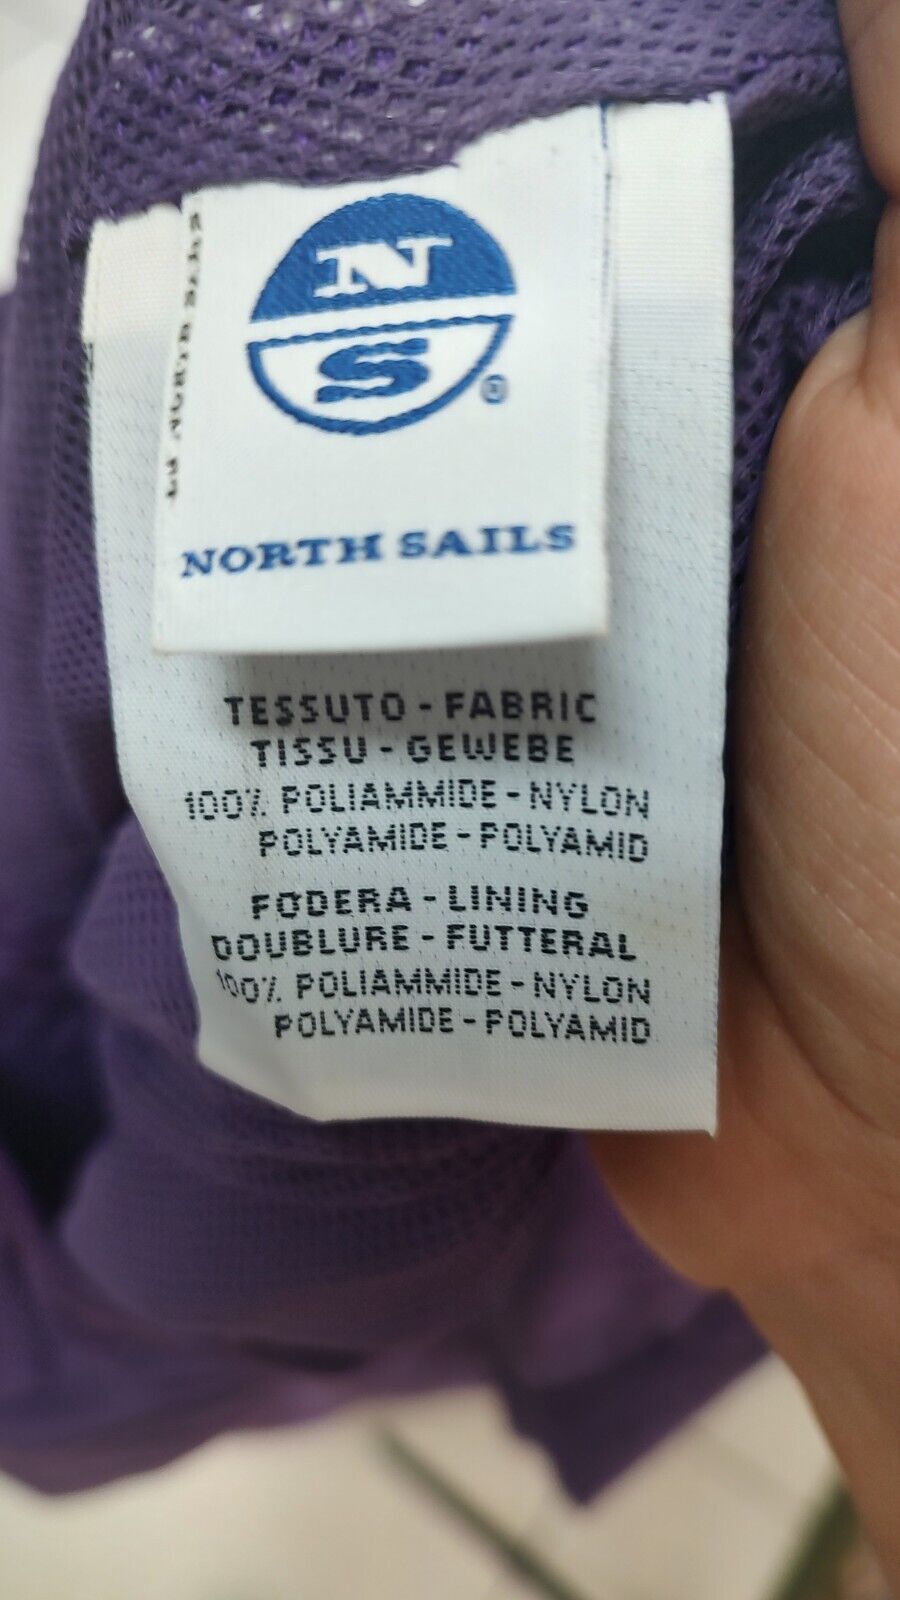 N
S
®
NORTH SAILS
TESSUTO - FABRIC
TISSU - GEWEBE
100% POLIAMMIDE - NYLON
POLYAMIDE - POLYAMID
FODERA - LINING
DOUBLURE - FUTTERAL
100% POLIAMMIDE - NYLON
POLYAMIDE - POLYAMID